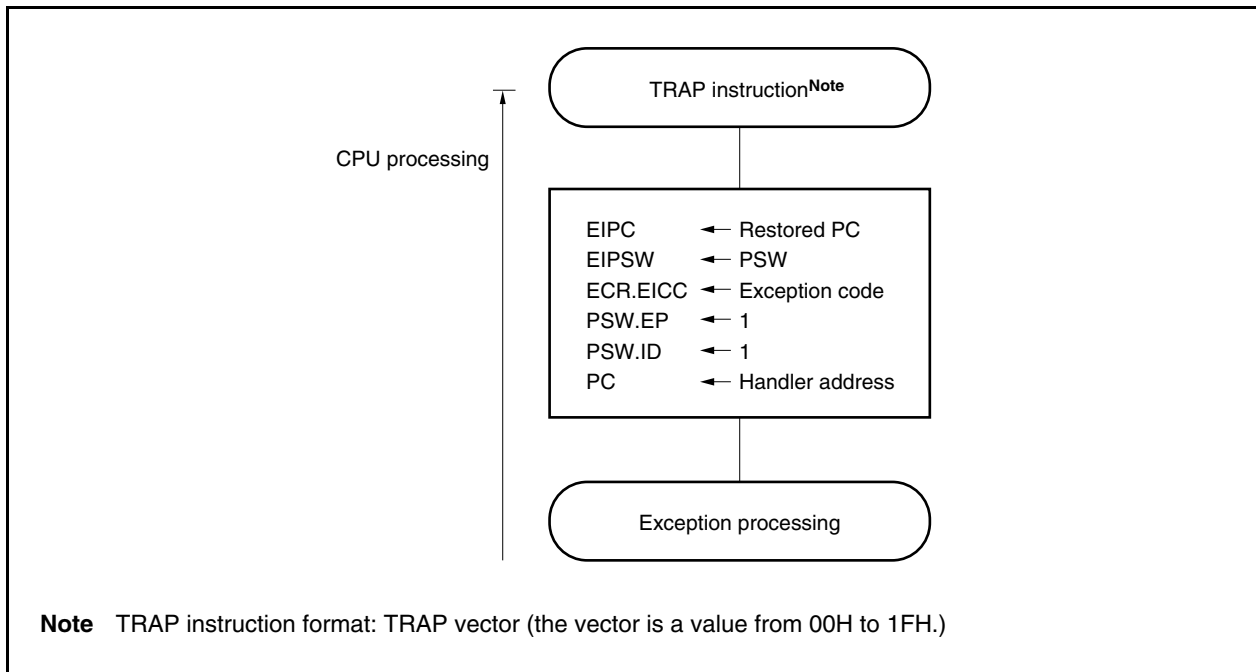 TRAP instructionNote
CPU processing
EIPC ← Restored PC
EIPSW ← PSW
ECR.EICC ← Exception code
PSW.EP ← 1
PSW.ID ← 1
PC ← Handler address
Exception processing
Note TRAP instruction format: TRAP vector (the vector is a value from 00H to 1FH.)